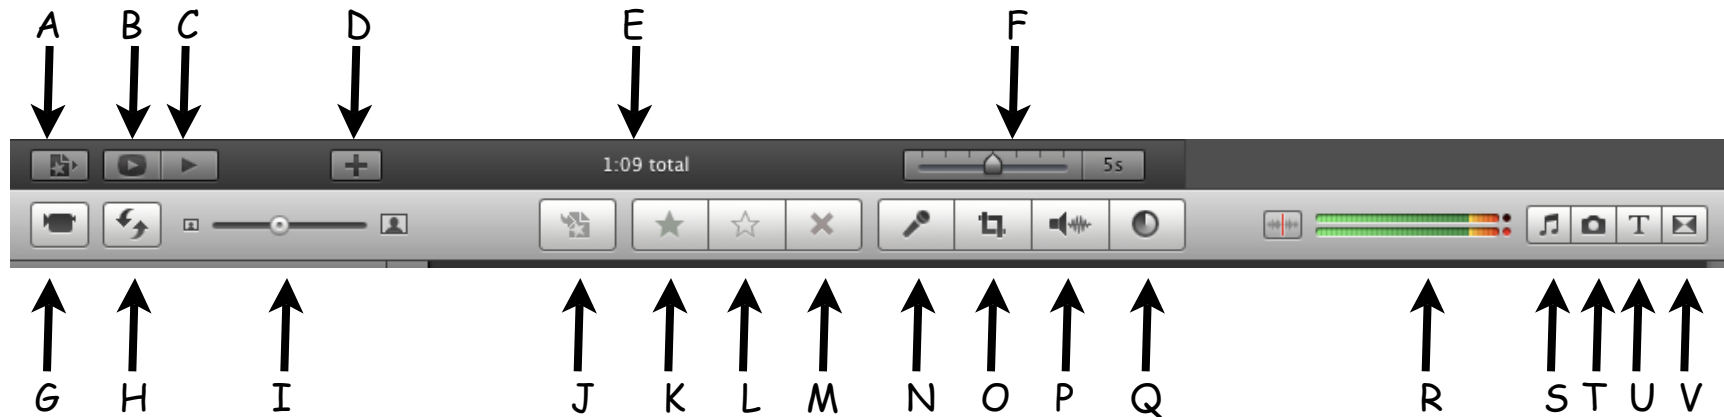 A B C D E F
1:09 total 5s
T
G H I J K L M N O P Q R S T U V